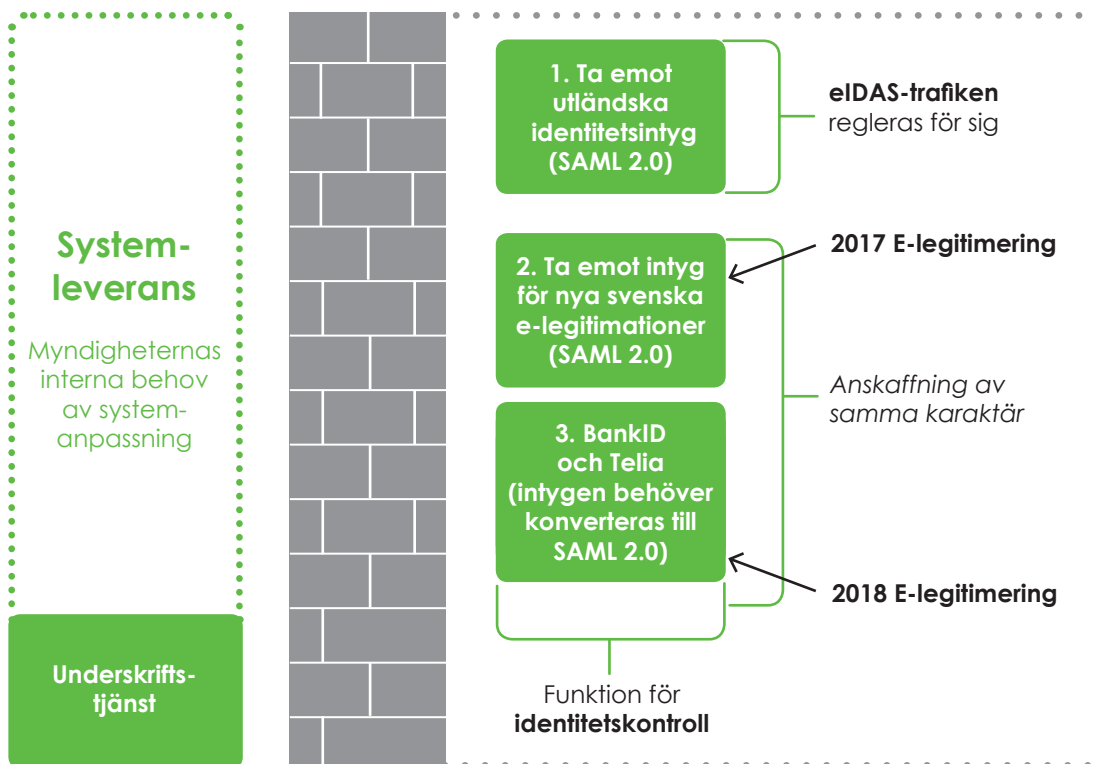 System-
leverans
Myndigheternas
interna behov
av system-
anpassning
Underskrifts-
tjänst
1. Ta emot
utländska
identitetsintyg
(SAML 2.0)
eIDAS-trafiken
regleras för sig
2. Ta emot intyg
för nya svenska
e-legitimationer
(SAML 2.0)
2017 E-legitimering
Anskaffning av
samma karaktär
3. BankID
och Telia
(intygen behöver
konverteras till
SAML 2.0)
2018 E-legitimering
Funktion för
identitetskontroll